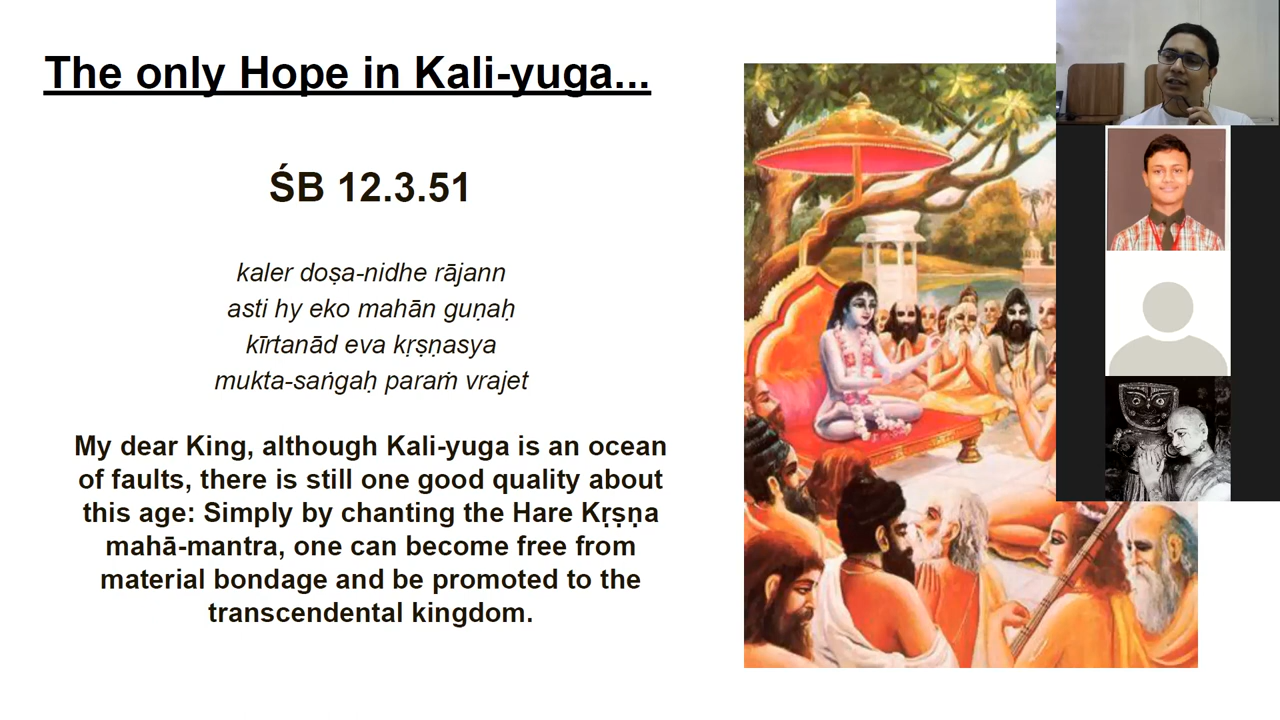 The only Hope in Kali-yuga...
ŚB 12.3.51
kaler doṣa-nidhe rājann
asti hy eko mahān guṇaḥ
kīrtanād eva kṛṣṇasya
mukta-saṅgaḥ paraṁ vrajet
My dear King, although Kali-yuga is an ocean
of faults, there is still one good quality about
this age: Simply by chanting the Hare Kṛṣṇa
mahā-mantra, one can become free from
material bondage and be promoted to the
transcendental kingdom.